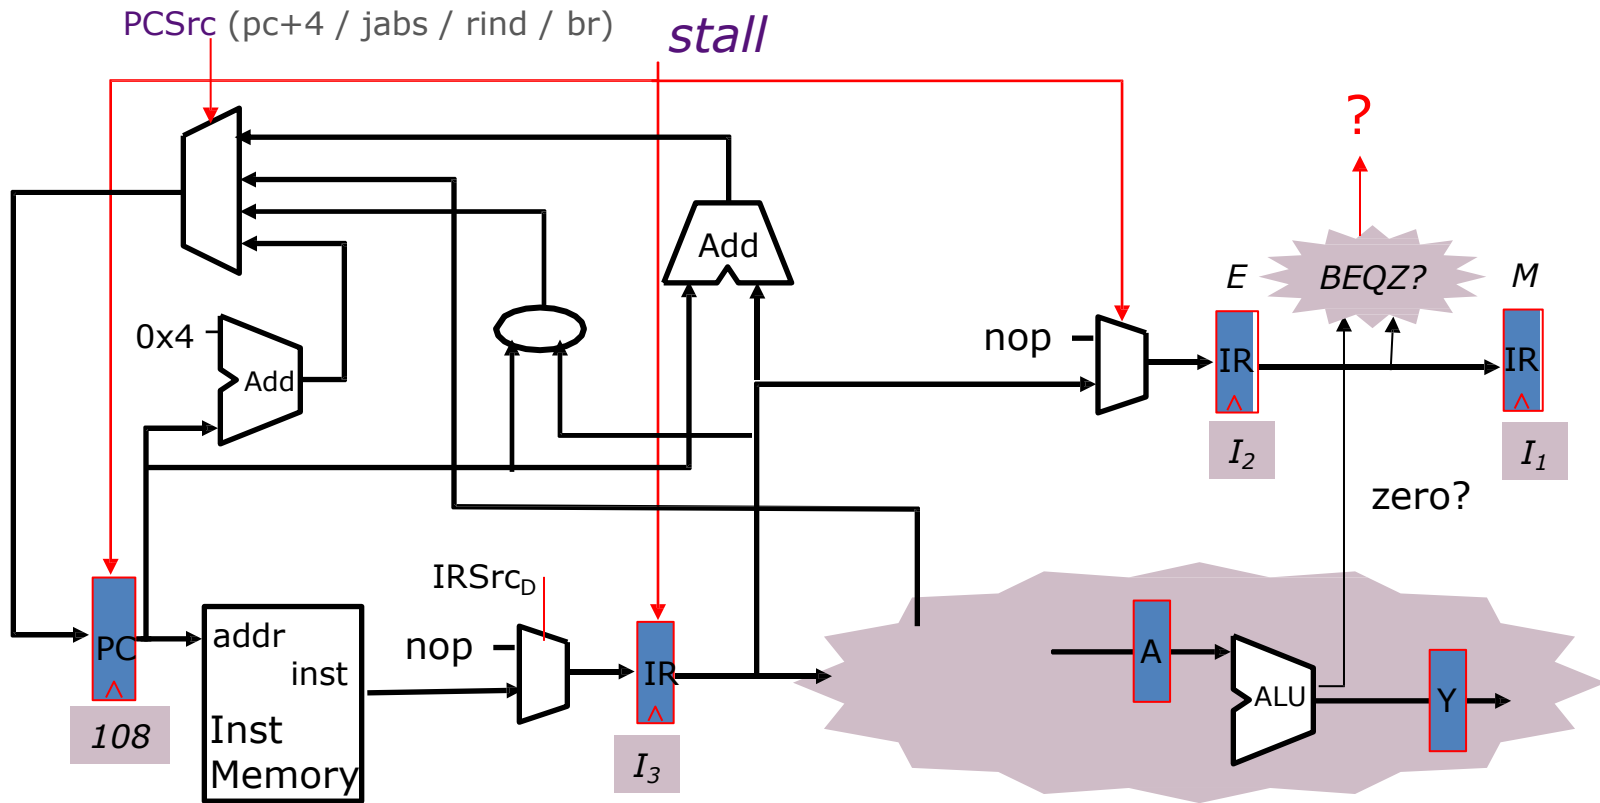 PCSrc (pc+4 / jabs / rind / br)
stall
?
Add
E
BEQZ?
M
0x4
Add
nop
IR
IR
I2
I1
zero?
IRSrcD
nop
PC
addr
inst
Inst
Memory
IR
A
ALU
Y
108
I3